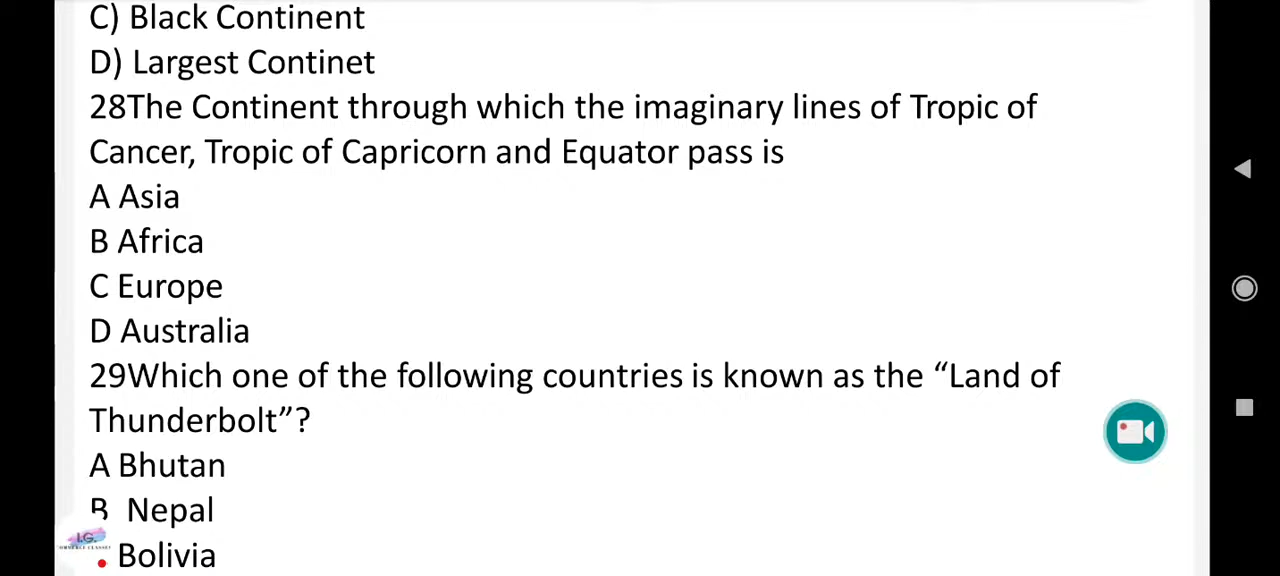 C) Black Continent
D) Largest Continet
28The Continent through which the imaginary lines of Tropic of
Cancer, Tropic of Capricorn and Equator pass is
A Asia
B Africa
C Europe
D Australia
29Which one of the following countries is known as the “Land of
Thunderbolt”?
A Bhutan
B  Nepal
I.G.
Bolivia